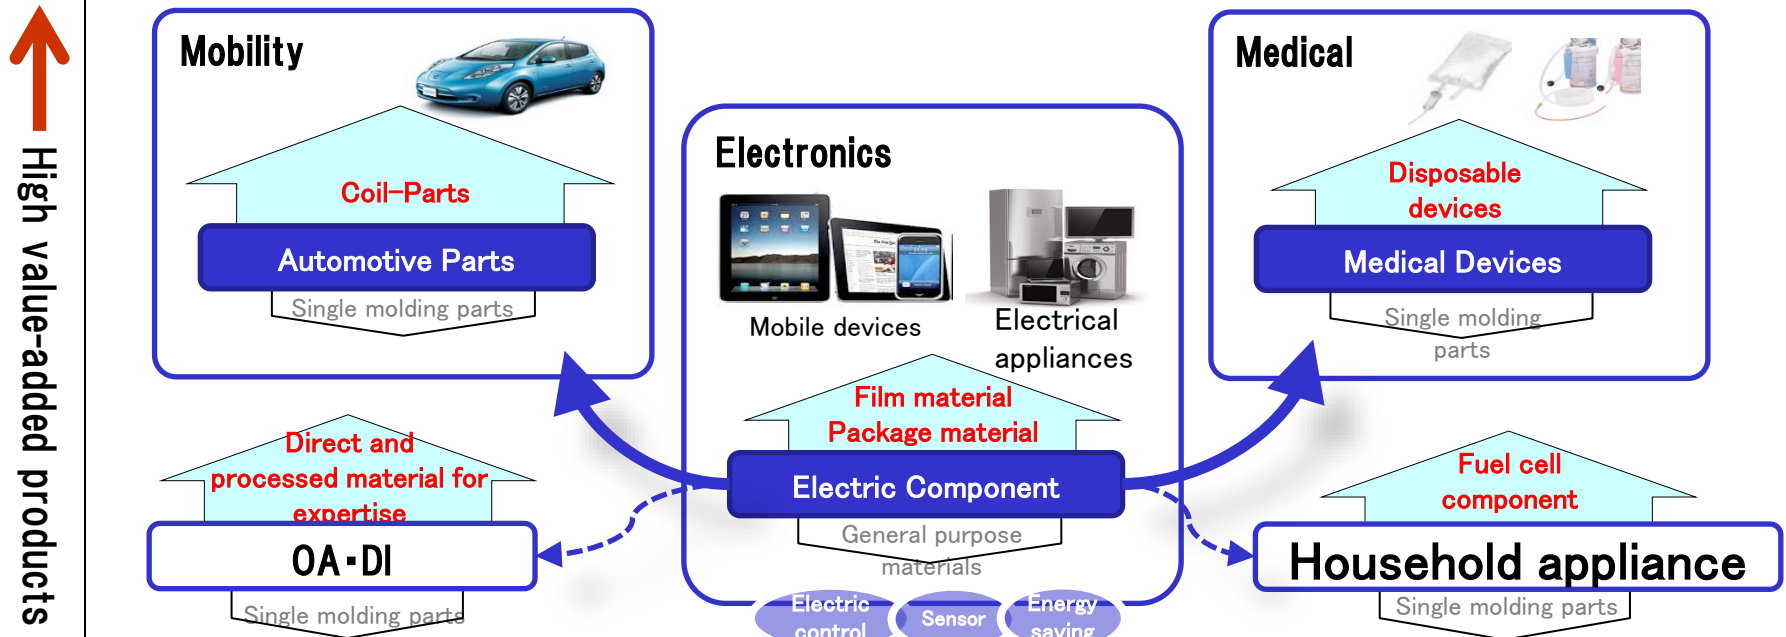 High value-added products
Mobility
Coil-Parts
Automotive Parts
Single molding parts
Direct and
processed material for
expertise
OA・DI
Single molding parts
Electronics
Mobile devices
Electrical
appliances
Film material
Package material
Electric Component
General purpose
materials
Electric
control
Sensor
Energy
saving
Medical
Disposable
devices
Medical Devices
Single molding
parts
Fuel cell
component
Household appliance
Single molding parts